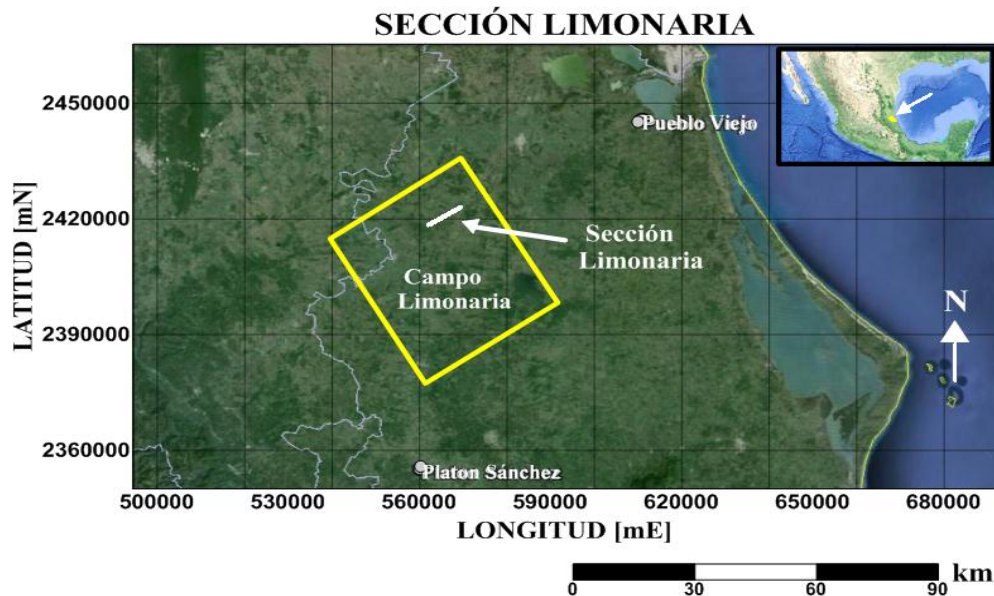 SECCIÓN LIMONARIA
2450000
Pueblo Viejo
2420000
Sección
Limonaria
Campo
Limonaria
N
2390000
2360000
Platon Sánchez
LATITUD [mN]
500000 530000 560000 590000 620000 650000 680000
LONGITUD [mE]
km
0 30 60 90